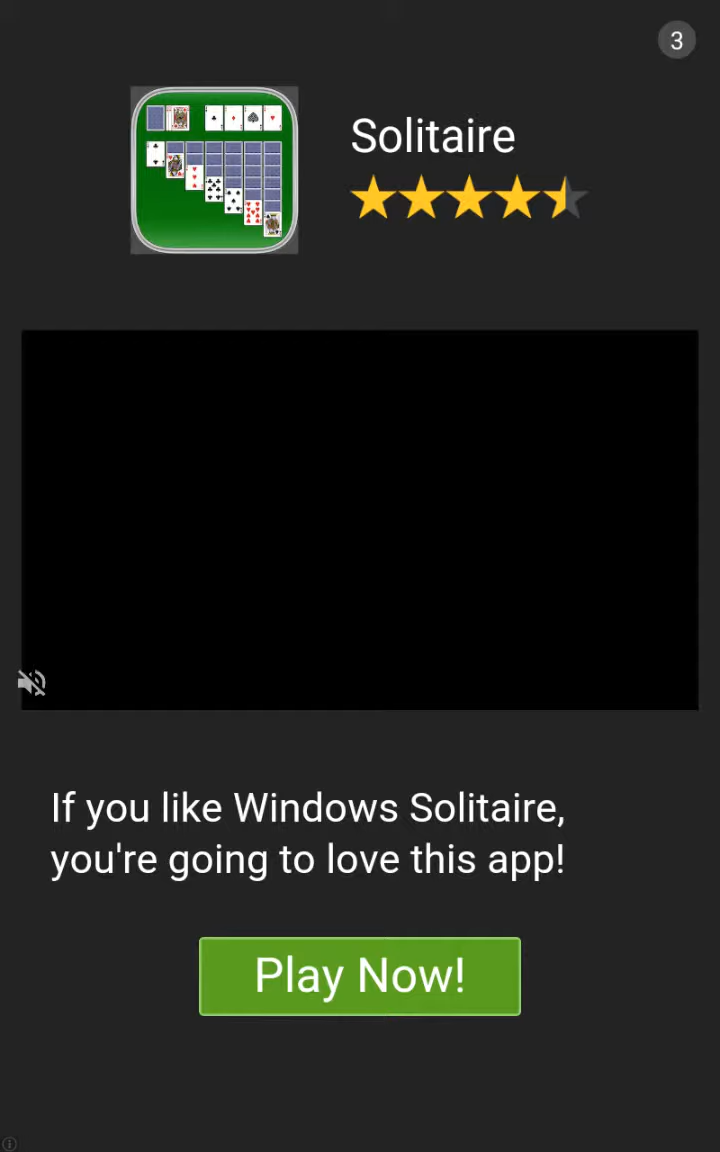 3
Solitaire
If you like Windows Solitaire,
you're going to love this app!
Play Now!